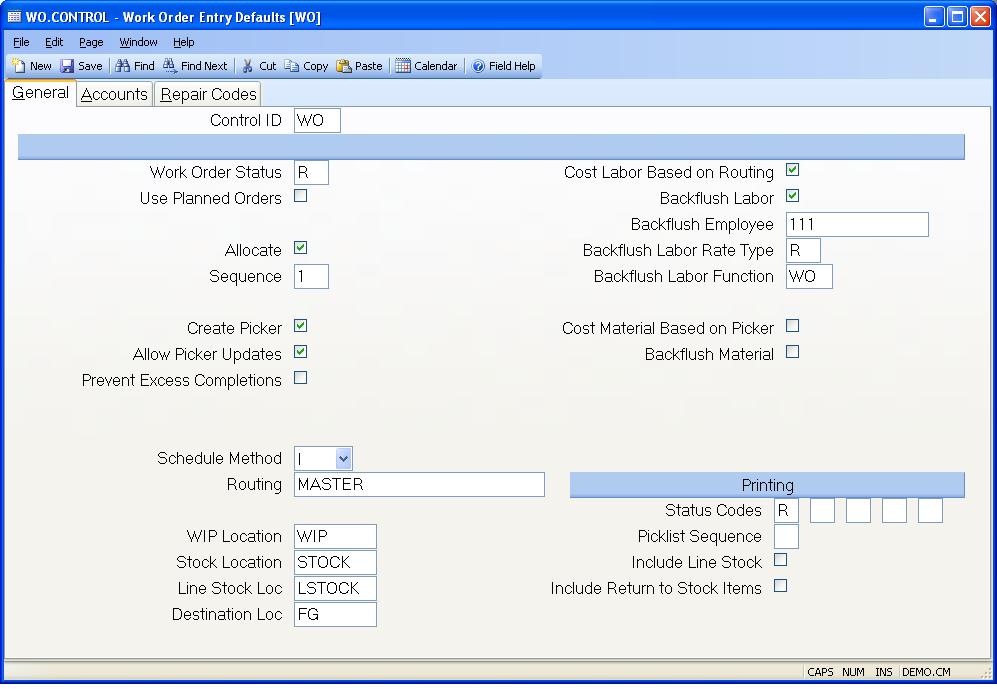 WO.CONTROL - Work Order Entry Defaults [WO]
File Edit Page Window Help
New Save Find Find Next Cut Copy Paste Calendar Field Help
General Accounts Repair Codes
Control ID WO
Work Order Status R Cost Labor Based on Routing
Use Planned Orders Backflush Labor
Backflush Employee 111
Allocate Backflush Labor Rate Type R
Sequence 1 Backflush Labor Function WO
Create Picker Cost Material Based on Picker
Allow Picker Updates Backflush Material
Prevent Excess Completions
Schedule Method I
Routing MASTER Printing
Status Codes R
WIP Location WIP Picklist Sequence
Stock Location STOCK Include Line Stock
Line Stock Loc LSTOCK Include Return to Stock Items
Destination Loc FG
CAPS NUM INS DEMO.CM